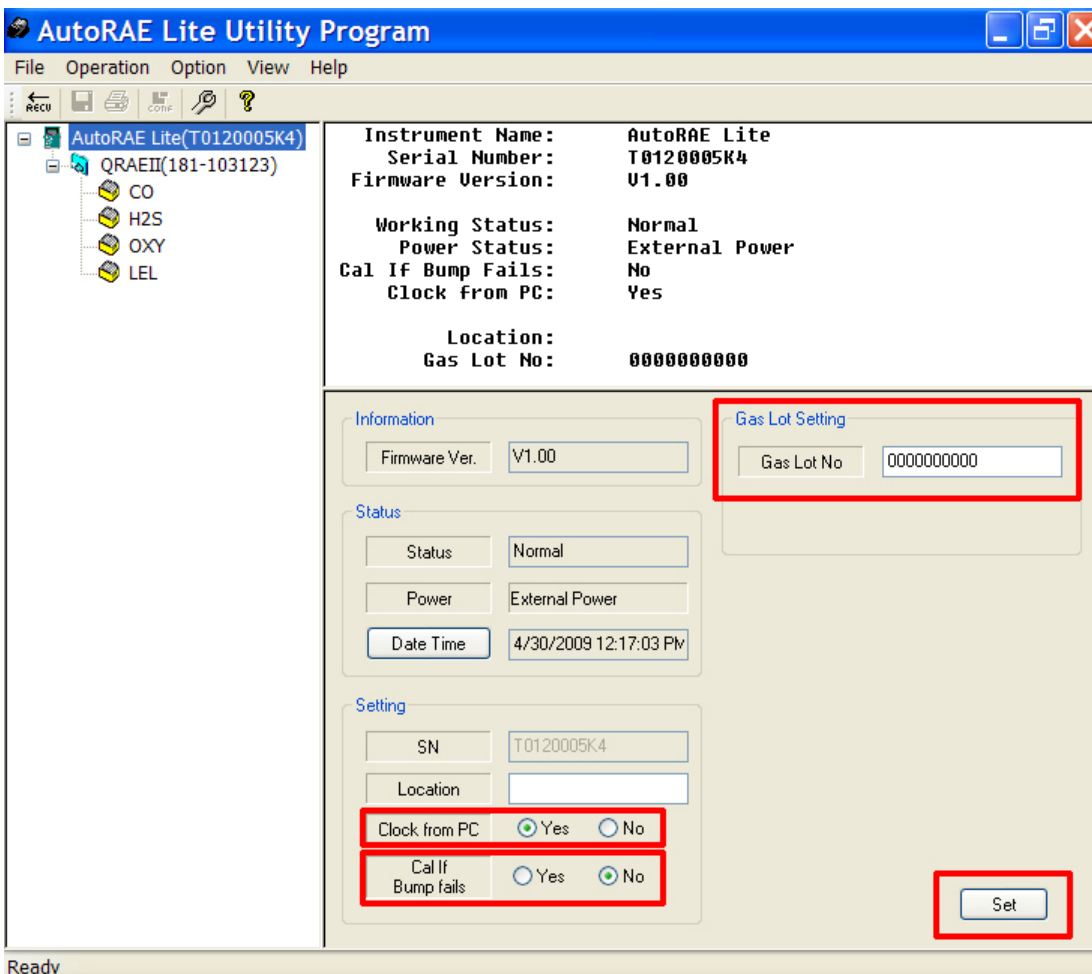 AutoRAE Lite Utility Program
File Operation Option View Help
RECU CONF
AutoRAE Lite(T0120005K4)
QRAEII(181-103123)
CO
H2S
OXY
LEL
Instrument Name: AutoRAE Lite
Serial Number: T0120005K4
Firmware Version: V1.00
Working Status: Normal
Power Status: External Power
Cal If Bump Fails: No
Clock from PC: Yes
Location:
Gas Lot No: 0000000000
Information
Firmware Ver. V1.00
Status
Status Normal
Power External Power
Date Time 4/30/2009 12:17:03 PM
Setting
SN T0120005K4
Location
Clock from PC Yes No
Cal If
Bump fails Yes No
Gas Lot Setting
Gas Lot No 0000000000
Set
Ready